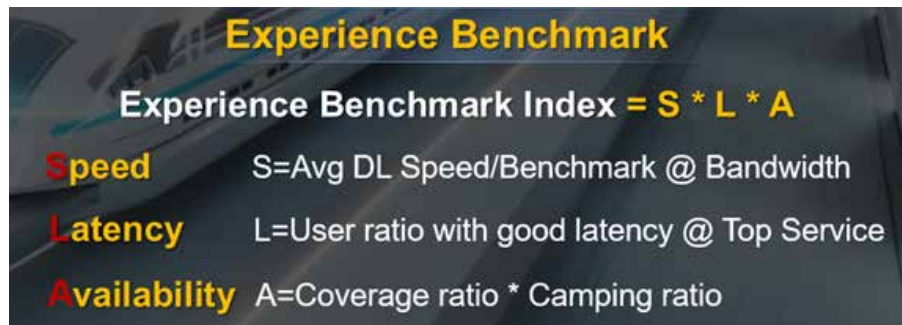 Experience Benchmark
Experience Benchmark Index = S * L * A
Speed S=Avg DL Speed/Benchmark @ Bandwidth
Latency L=User ratio with good latency @ Top Service
Availability A=Coverage ratio * Camping ratio